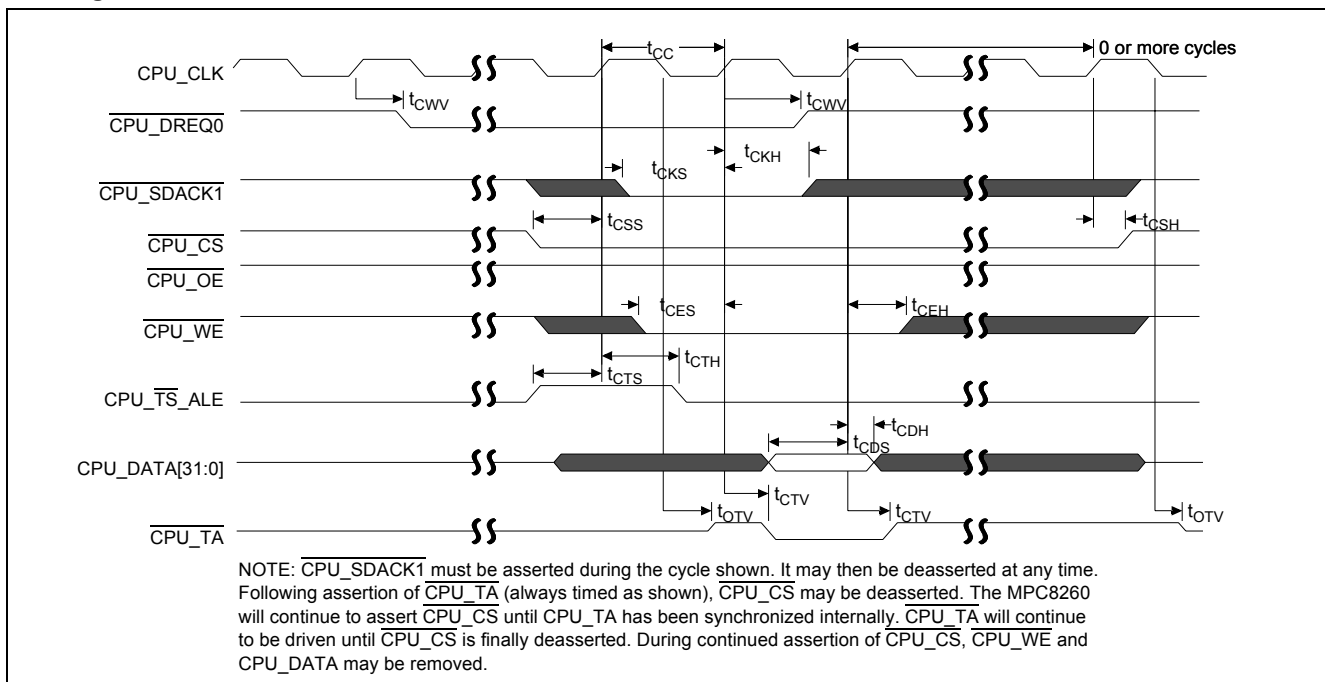 0 or more cycles
tCC
CPU_CLK
tCWV
tCWV
CPU_DREQ0
tCKH
tCKS
CPU_SDACK1
tCSS
tCSH
CPU_CS
CPU_OE
tCES
tCEH
CPU_WE
tCTH
tCTS
CPU_TS_ALE
tCDH
tCDS
CPU_DATA[31:0]
tCTV
tOTV
tCTV
tOTV
CPU_TA
NOTE: CPU_SDACK1 must be asserted during the cycle shown. It may then be deasserted at any time.
Following assertion of CPU_TA (always timed as shown), CPU_CS may be deasserted. The MPC8260
will continue to assert CPU_CS until CPU_TA has been synchronized internally. CPU_TA will continue
to be driven until CPU_CS is finally deasserted. During continued assertion of CPU_CS, CPU_WE and
CPU_DATA may be removed.